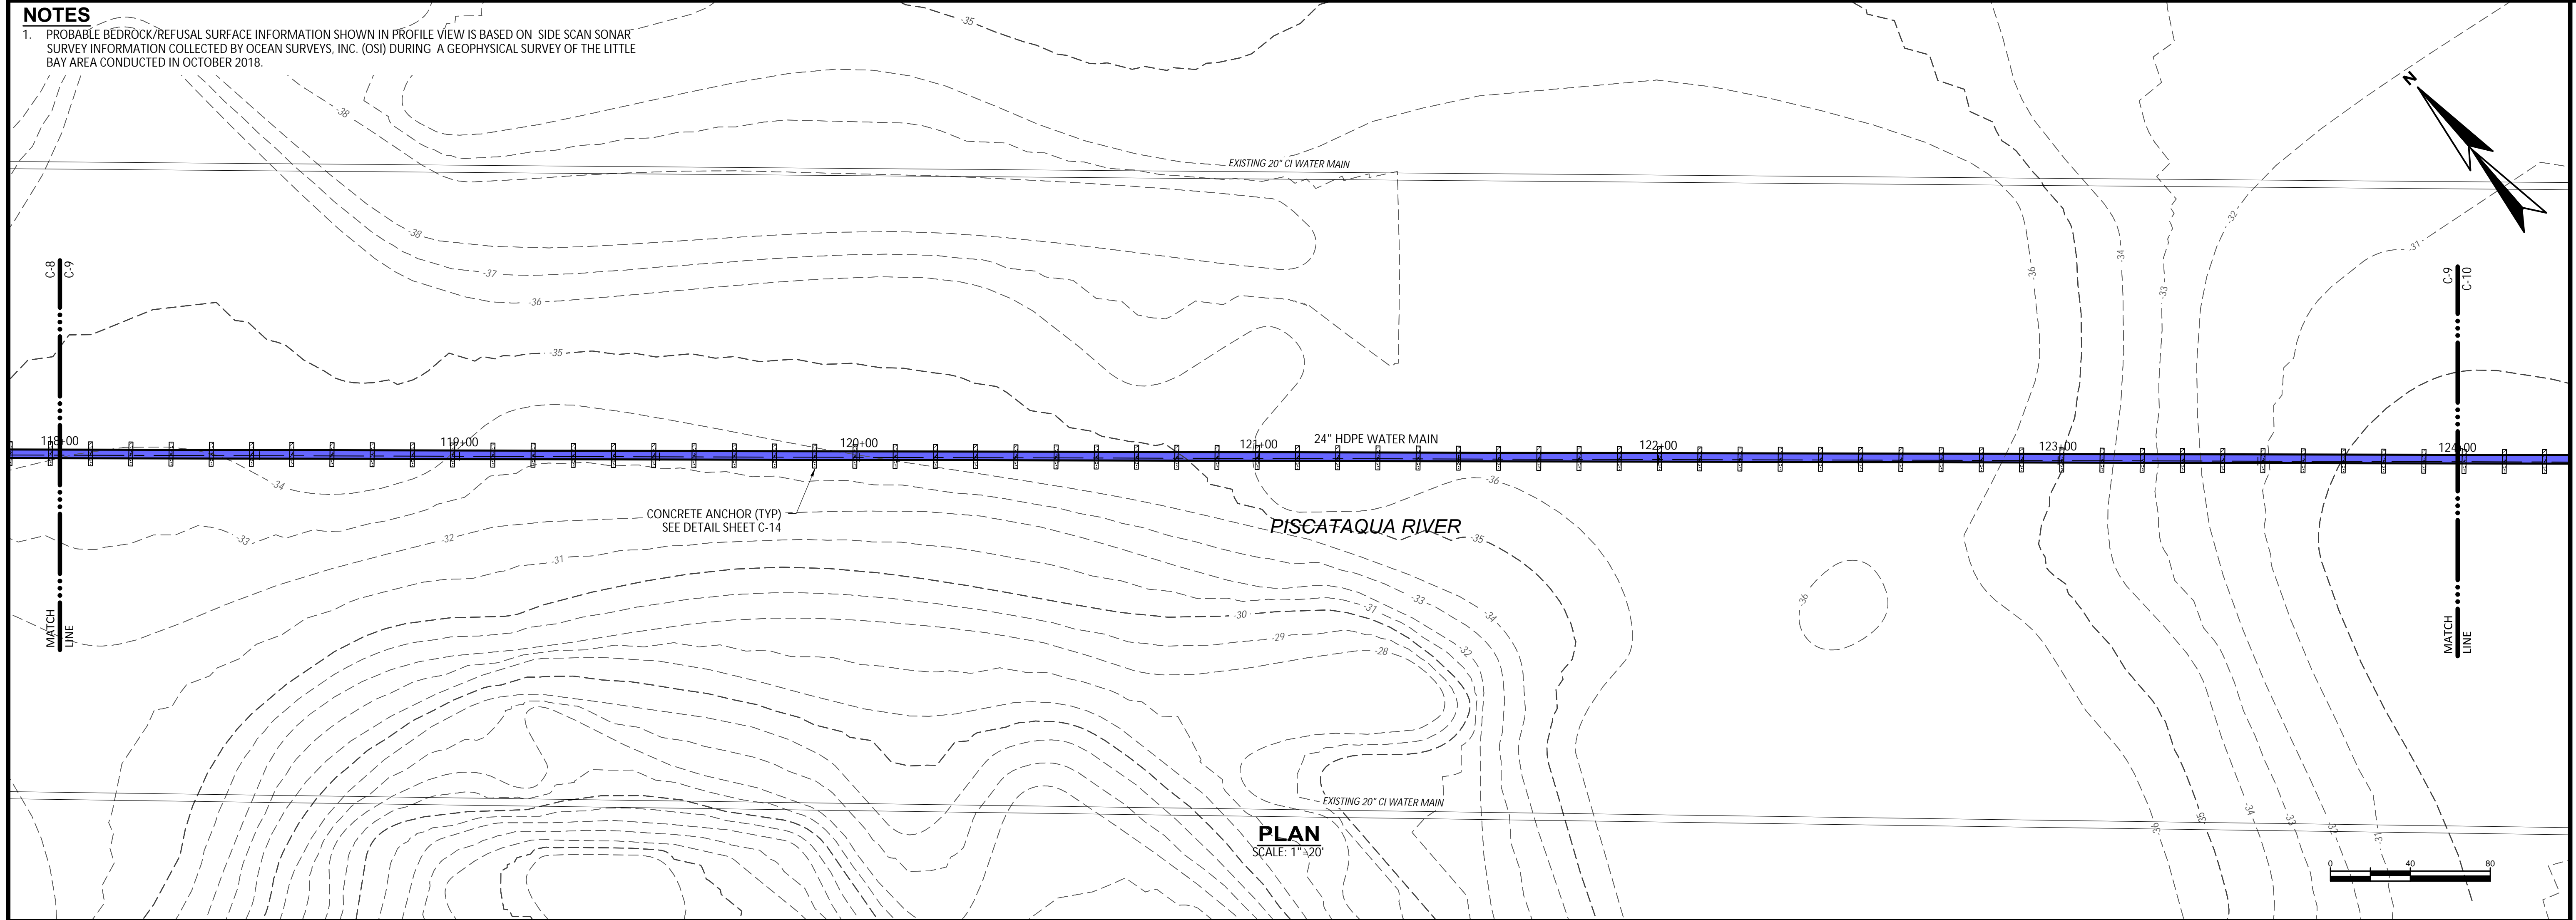 NOTES
1. PROBABLE BEDROCK/REFUSAL SURFACE INFORMATION SHOWN IN PROFILE VIEW IS BASED ON SIDE SCAN SONAR
SURVEY INFORMATION COLLECTED BY OCEAN SURVEYS, INC. (OSI) DURING A GEOPHYSICAL SURVEY OF THE LITTLE
BAY AREA CONDUCTED IN OCTOBER 2018.
-35
N
-38
EXISTING 20" CI WATER MAIN
-32
-38
-31
-37
-36
-36
-34
-33
C-8
C-9
C-9
C-10
-35
118+00
119+00
120+00
121+00
24" HDPE WATER MAIN
122+00
123+00
124+00
-34
-36
CONCRETE ANCHOR (TYP)
SEE DETAIL SHEET C-14
PISCATAQUA RIVER
-33
-32
-35
-31
-30
-31
-33
-34
-36
-29
-28
-32
MATCH
LINE
MATCH
LINE
EXISTING 20" CI WATER MAIN
-36
-35
-34
-33
-32
-31
PLAN
SCALE: 1"=20'
0 40 80